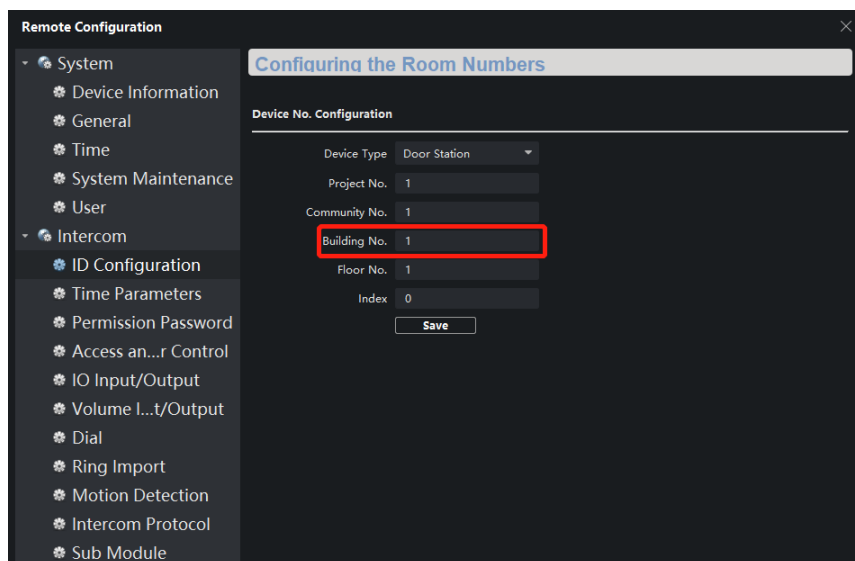 Remote Configuration
System
Device Information
General
Time
System Maintenance
User
Intercom
ID Configuration
Time Parameters
Permission Password
Access an...r Control
IO Input/Output
Volume I...t/Output
Dial
Ring Import
Motion Detection
Intercom Protocol
Sub Module
Configuring the Room Numbers
Device No. Configuration
Device Type Door Station
Project No. 1
Community No. 1
Building No. 1
Floor No. 1
Index 0
Save